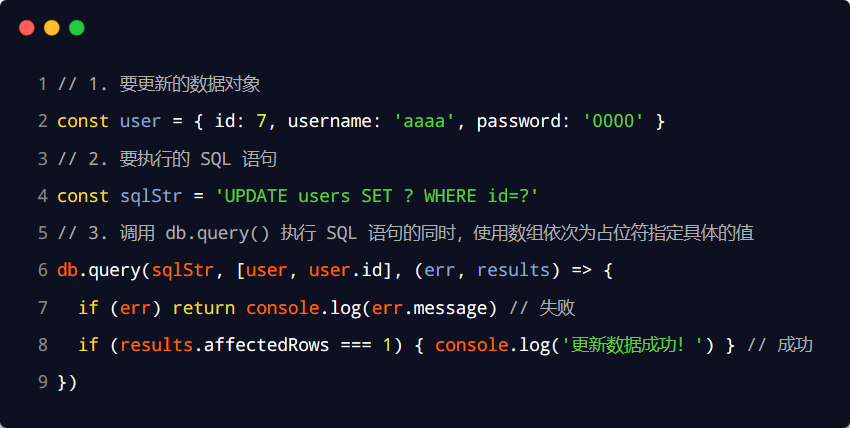 1 // 1. 要更新的数据对象
2 const user = { id: 7, username: 'aaaa', password: '0000' }
3 // 2. 要执行的 SQL 语句
4 const sqlStr = 'UPDATE users SET ? WHERE id=?'
5 // 3. 调用 db.query() 执行 SQL 语句的同时，使用数组依次为占位符指定具体的值
6 db.query(sqlStr, [user, user.id], (err, results) => {
7   if (err) return console.log(err.message) // 失败
8   if (results.affectedRows === 1) { console.log('更新数据成功！') } // 成功
9 })